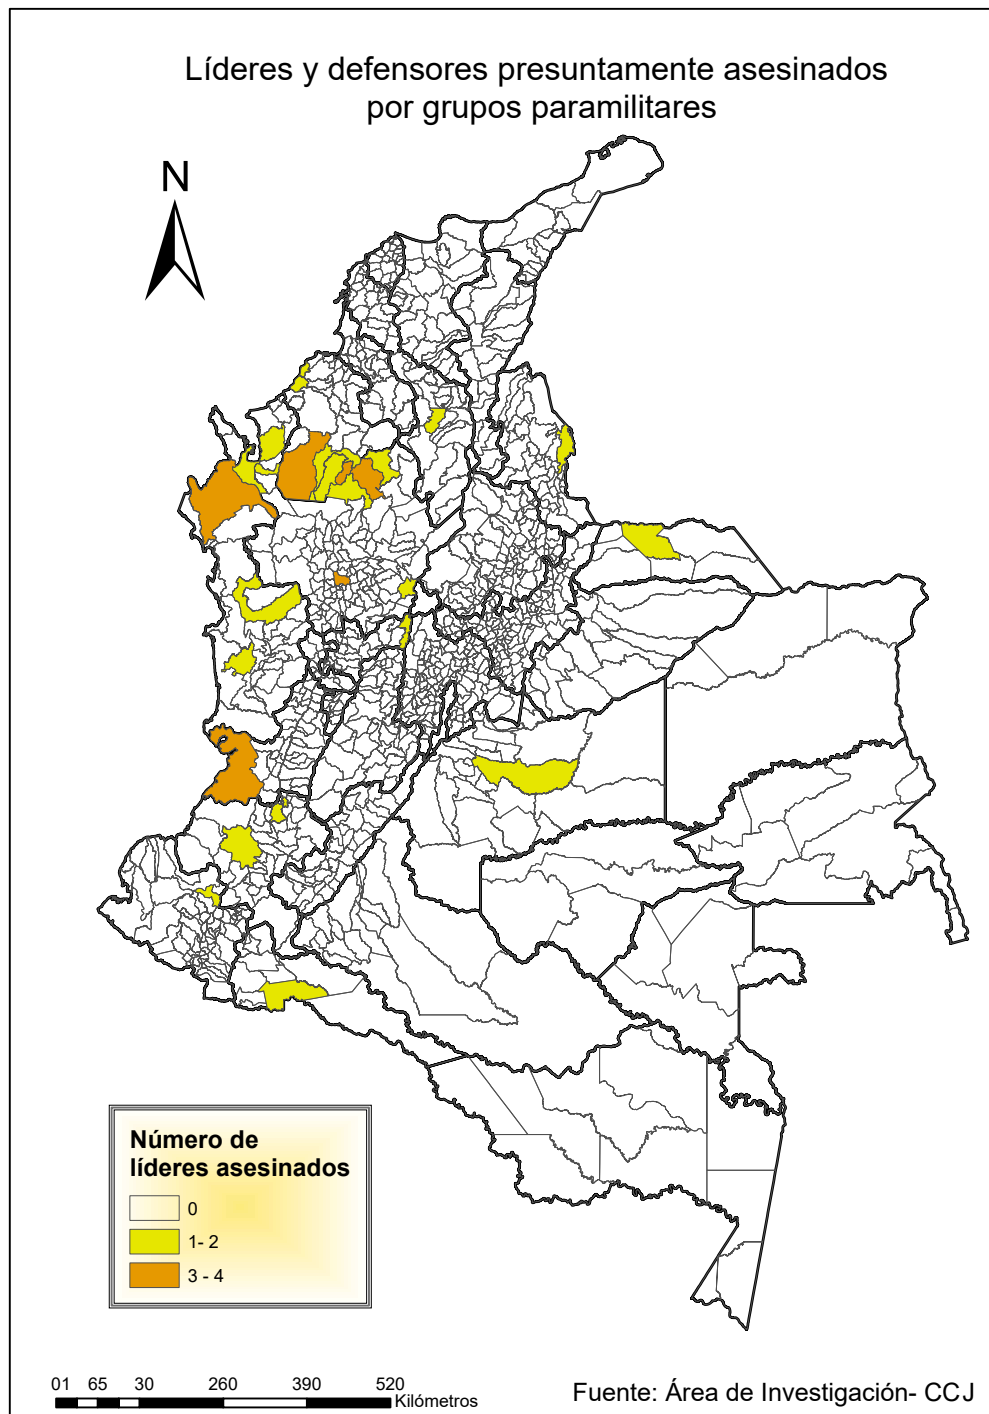 Líderes y defensores presuntamente asesinados
por grupos paramilitares
N
Número de
líderes asesinados
0
1- 2
3 - 4
01 65 30 260 390 520
Kilómetros
Fuente: Área de Investigación- CCJ